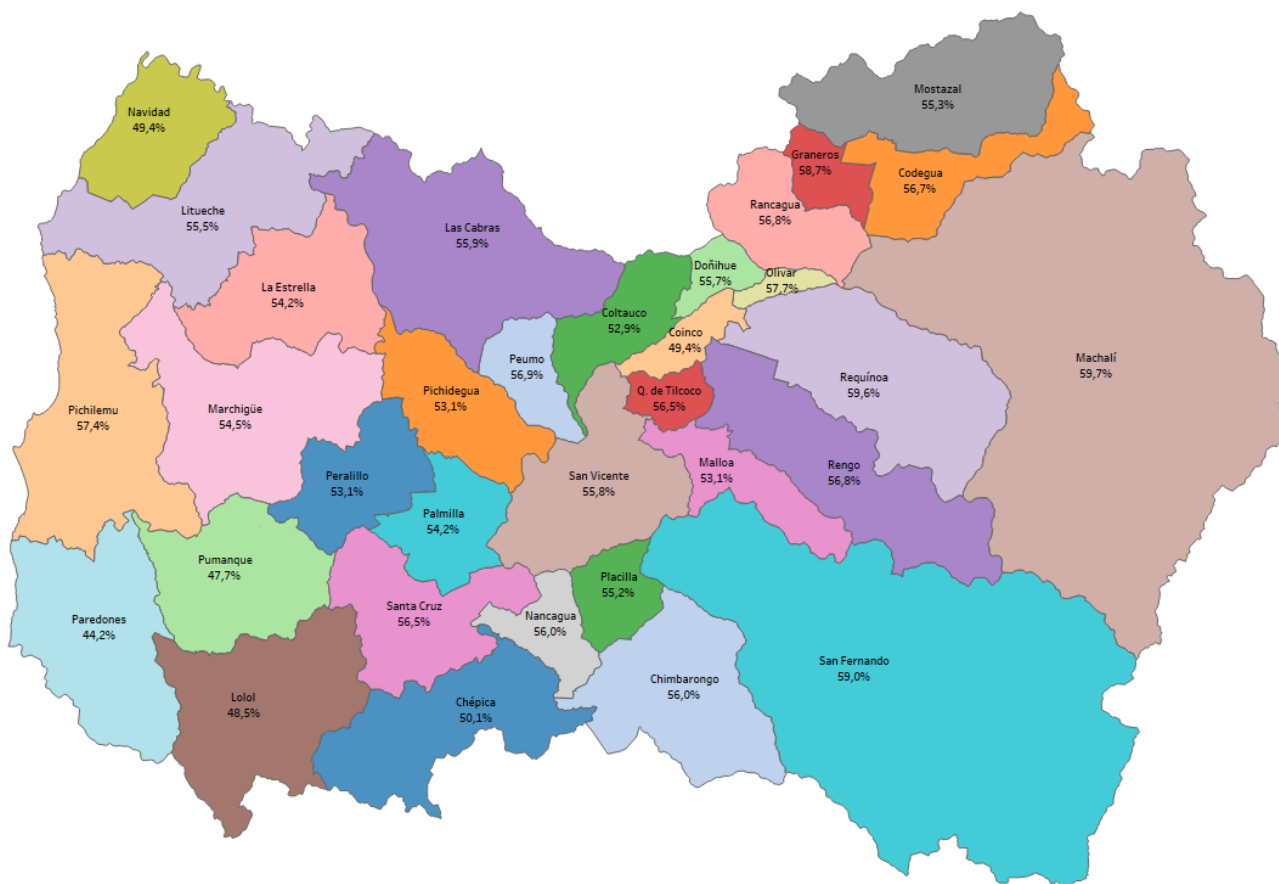 Mostazal
55,3%
Navidad
49,4%
Graneros
58,7%
Codegua
56,7%
Rancagua
56,8%
Litueche
55,5%
Las Cabras
55,9%
Doñihue
55,7%
Olivar
57,7%
La Estrella
54,2%
Coltauco
52,9%
Coinco
49,4%
Peumo
56,9%
Machalí
59,7%
Requínoa
59,6%
Pichidegua
53,1%
Q. de Tilcoco
56,5%
Pichilemu
57,4%
Marchigüe
54,5%
Malloa
53,1%
Rengo
56,8%
San Vicente
55,8%
Peralillo
53,1%
Palmilla
54,2%
Pumanque
47,7%
Placilla
55,2%
Santa Cruz
56,5%
Nancagua
56,0%
Paredones
44,2%
San Fernando
59,0%
Chimbarongo
56,0%
Lolol
48,5%
Chépica
50,1%